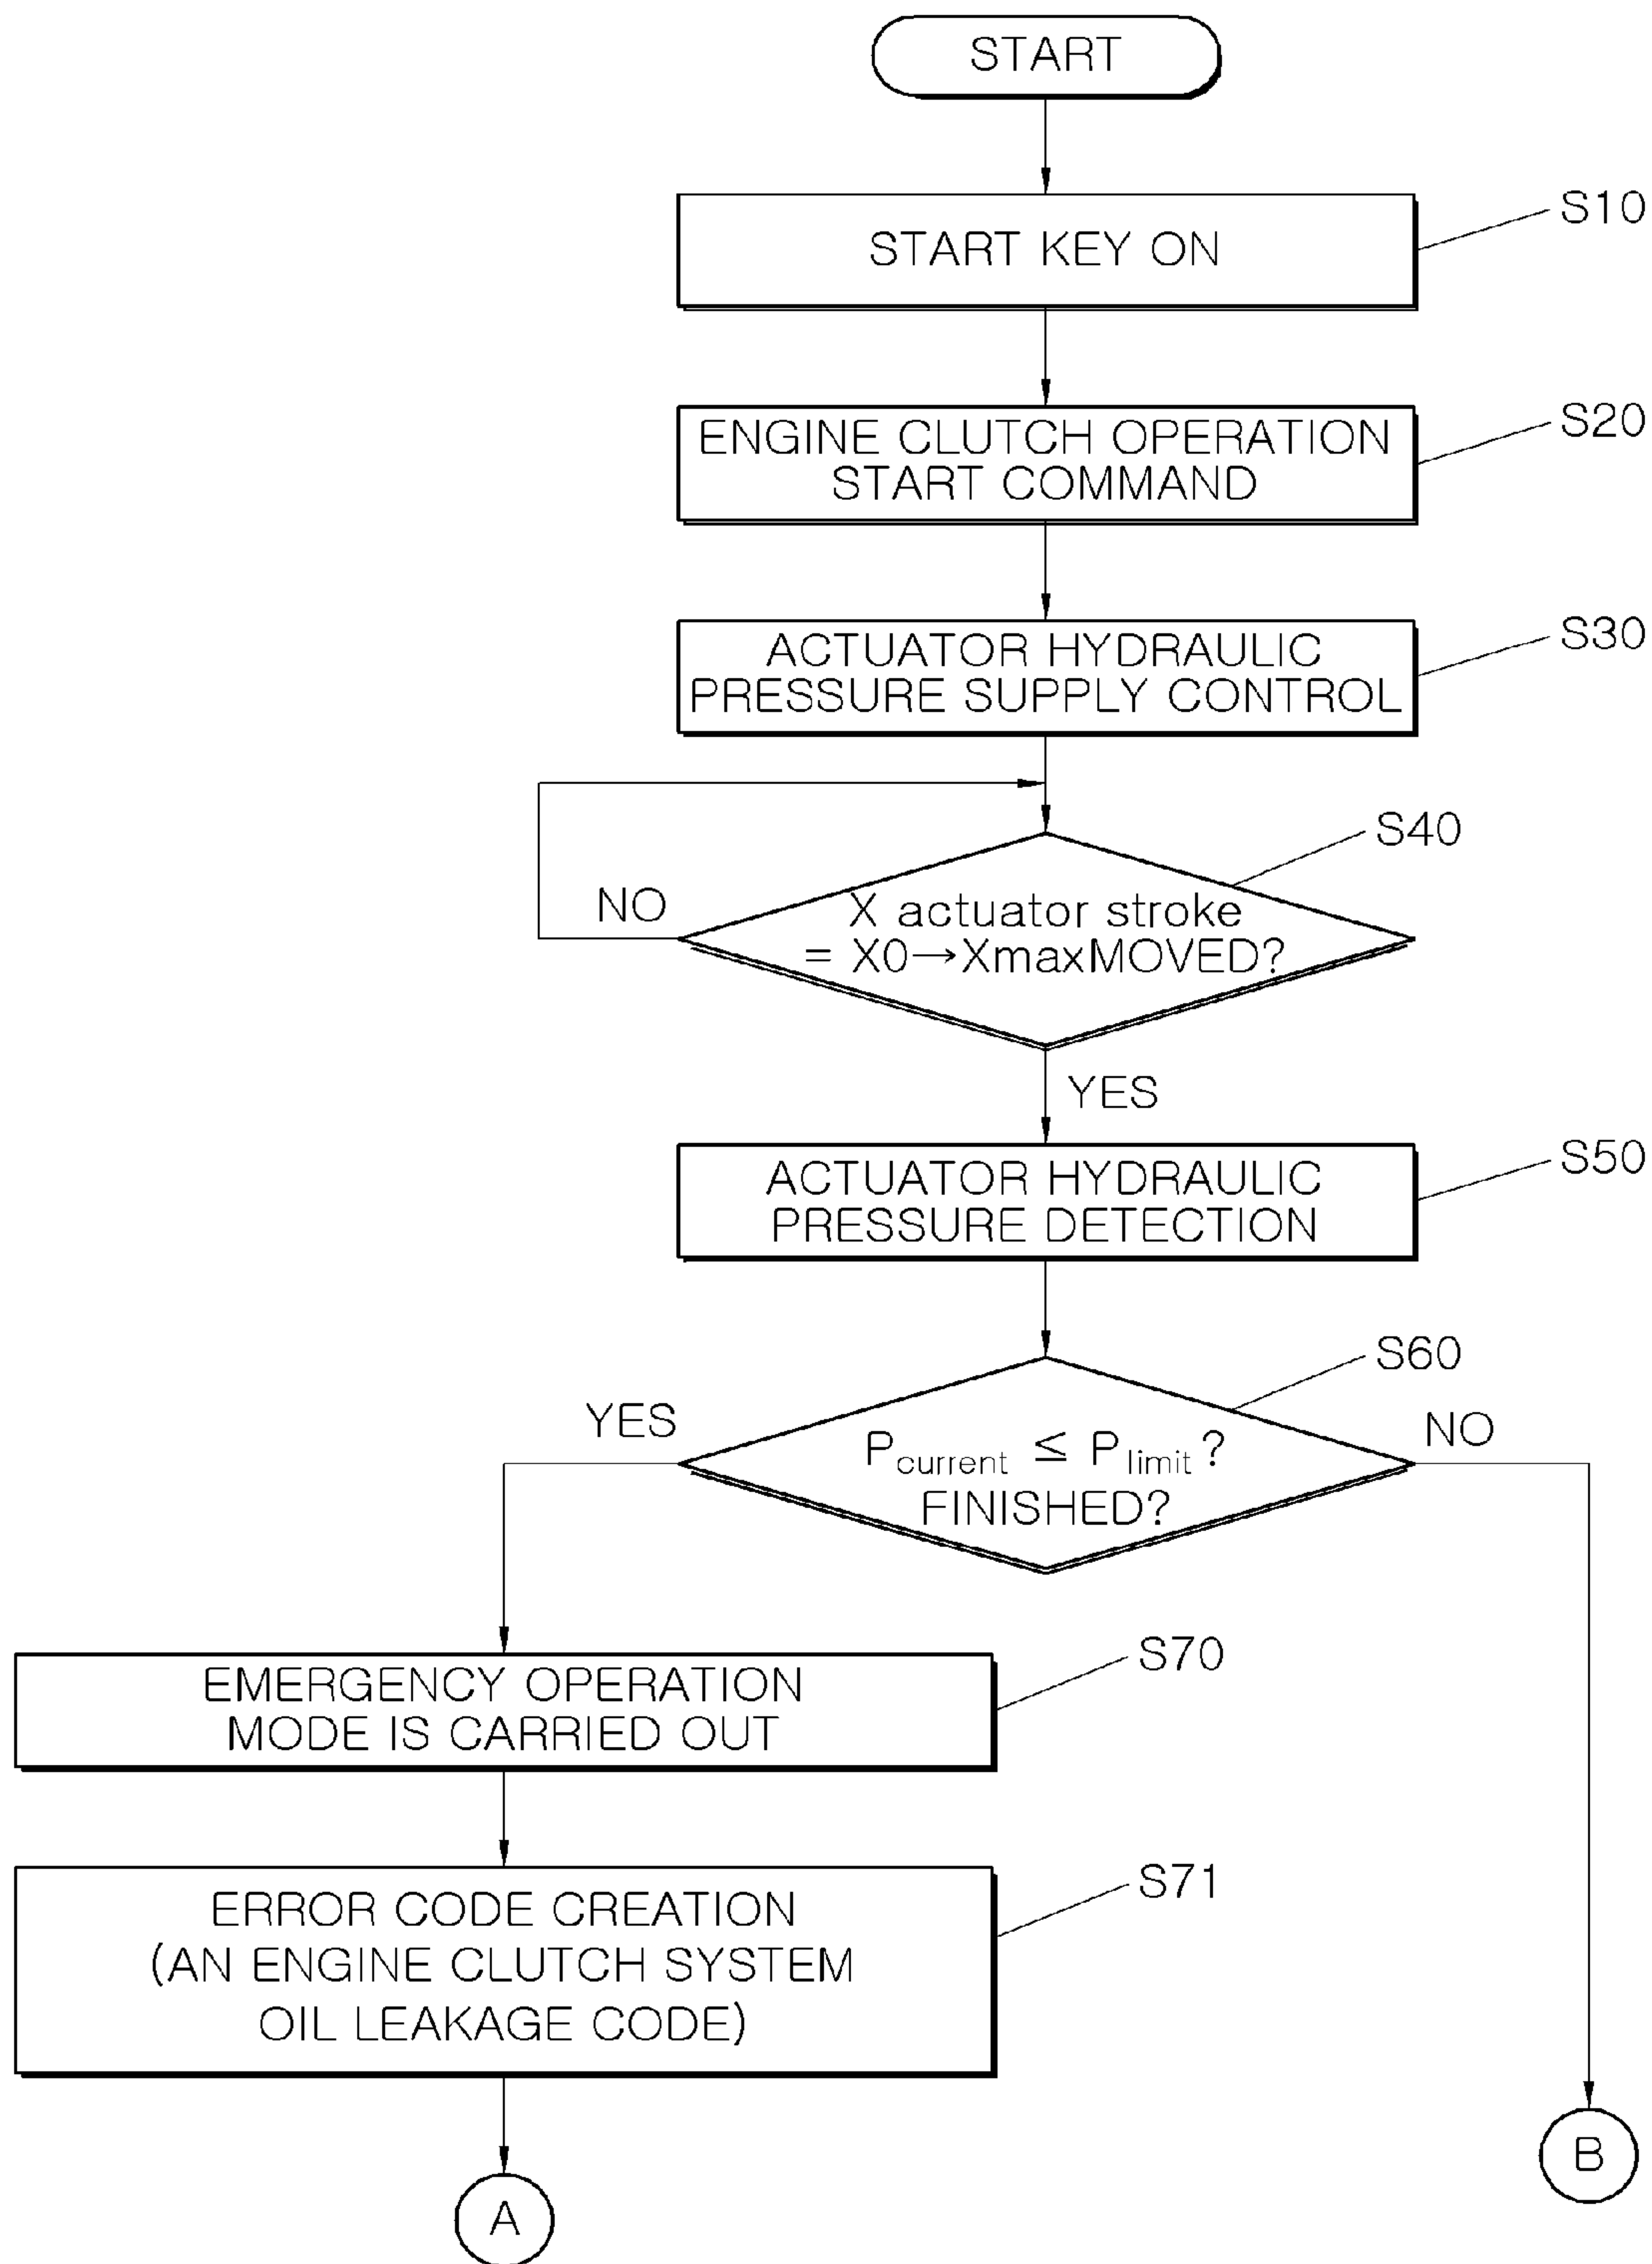 START
START KEY ON
S10
ENGINE CLUTCH OPERATION
START COMMAND
S20
ACTUATOR HYDRAULIC
PRESSURE SUPPLY CONTROL
S30
S40
NO
X actuator stroke
= X0→XmaxMOVED?
YES
ACTUATOR HYDRAULIC
PRESSURE DETECTION
S50
S60
YES
NO
Pcurrent ≤ Plimit?
FINISHED?
EMERGENCY OPERATION
MODE IS CARRIED OUT
S70
ERROR CODE CREATION
(AN ENGINE CLUTCH SYSTEM
OIL LEAKAGE CODE)
S71
B
A